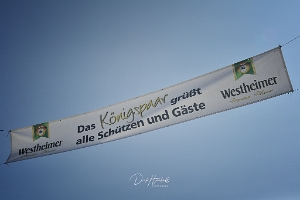 Das Königspaar grüßt
alle Schützen und Gäste
Westheimer
Westheimer